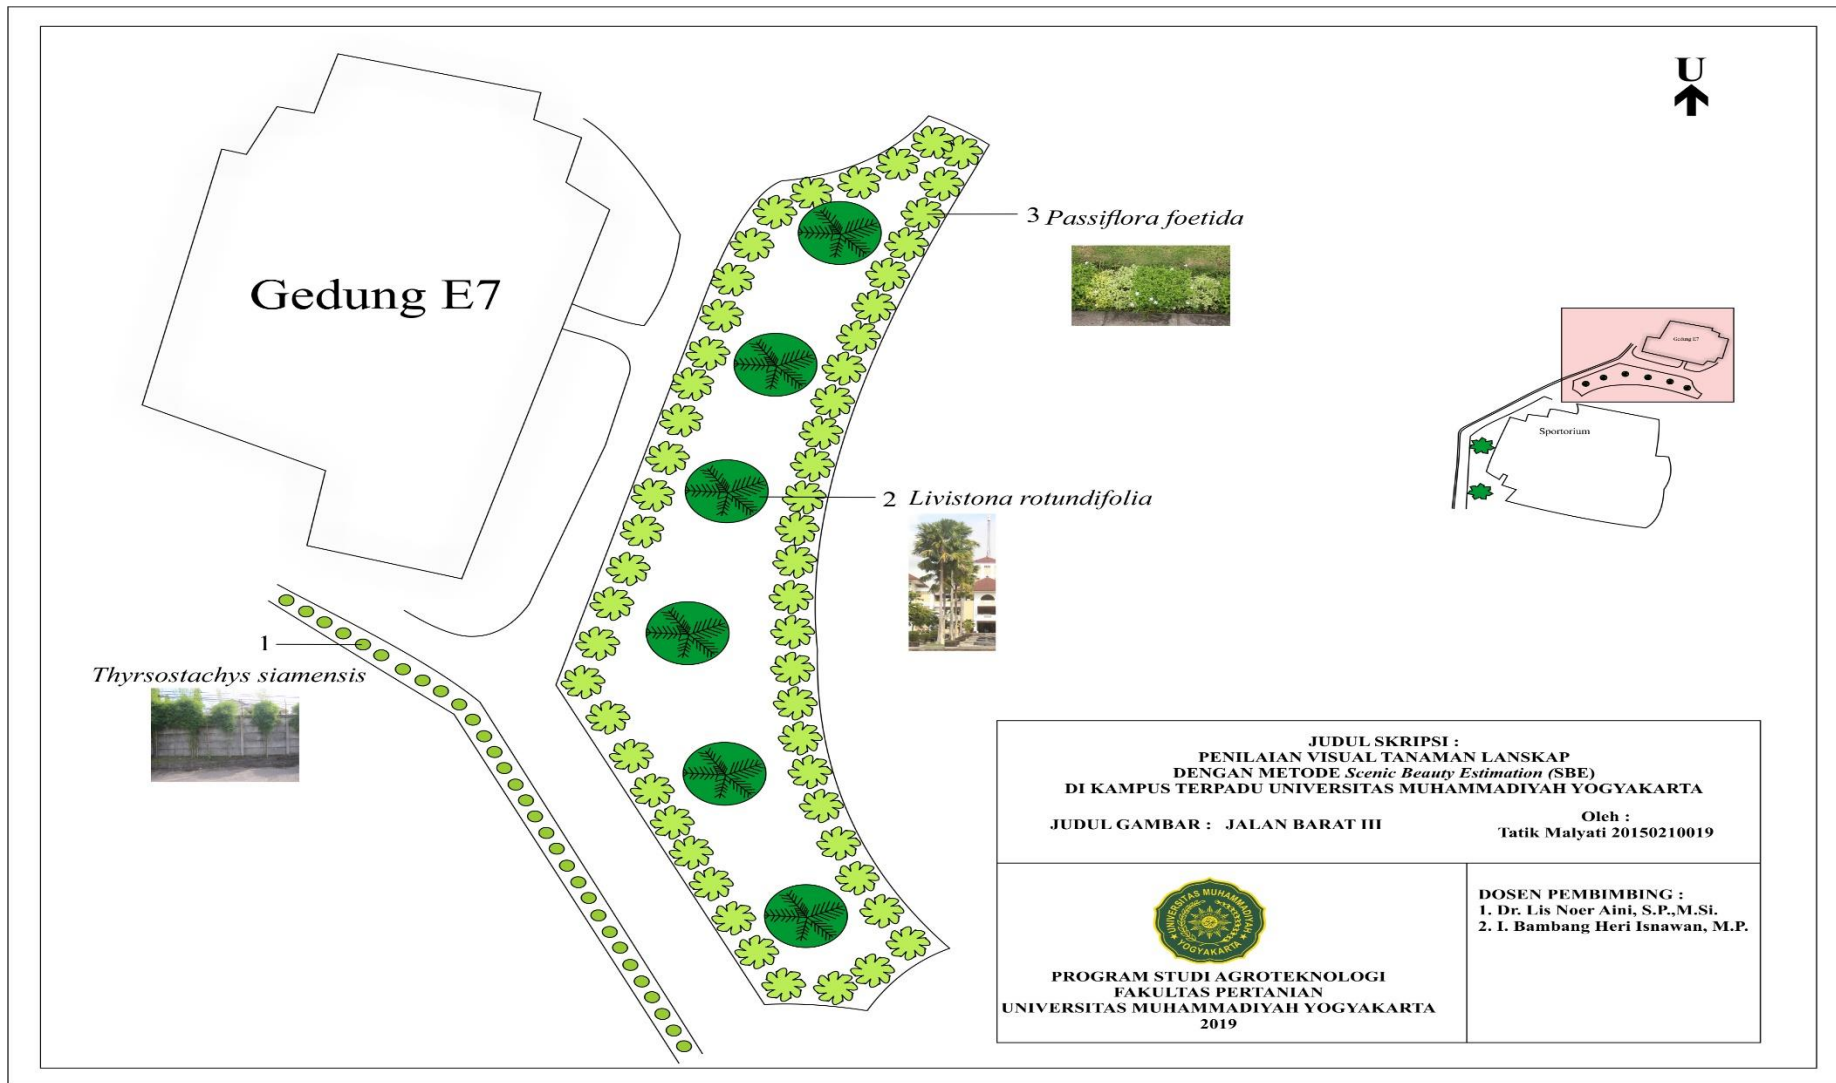 U
Gedung E7
3 Passiflora foetida
Gedung E7
Sportorium
2 Livistona rotundifolia
1
Thyrsostachys siamensis
JUDUL SKRIPSI :
PENILAIAN VISUAL TANAMAN LANSKAP
DENGAN METODE Scenic Beauty Estimation (SBE)
DI KAMPUS TERPADU UNIVERSITAS MUHAMMADIYAH YOGYAKARTA
JUDUL GAMBAR : JALAN BARAT III
Oleh :
Tatik Malyati 20150210019
UNIVERSITAS MUHAMMADIYAH
YOGYAKARTA
PROGRAM STUDI AGROTEKNOLOGI
FAKULTAS PERTANIAN
UNIVERSITAS MUHAMMADIYAH YOGYAKARTA
2019
DOSEN PEMBIMBING :
1. Dr. Lis Noer Aini, S.P.,M.Si.
2. I. Bambang Heri Isnawan, M.P.